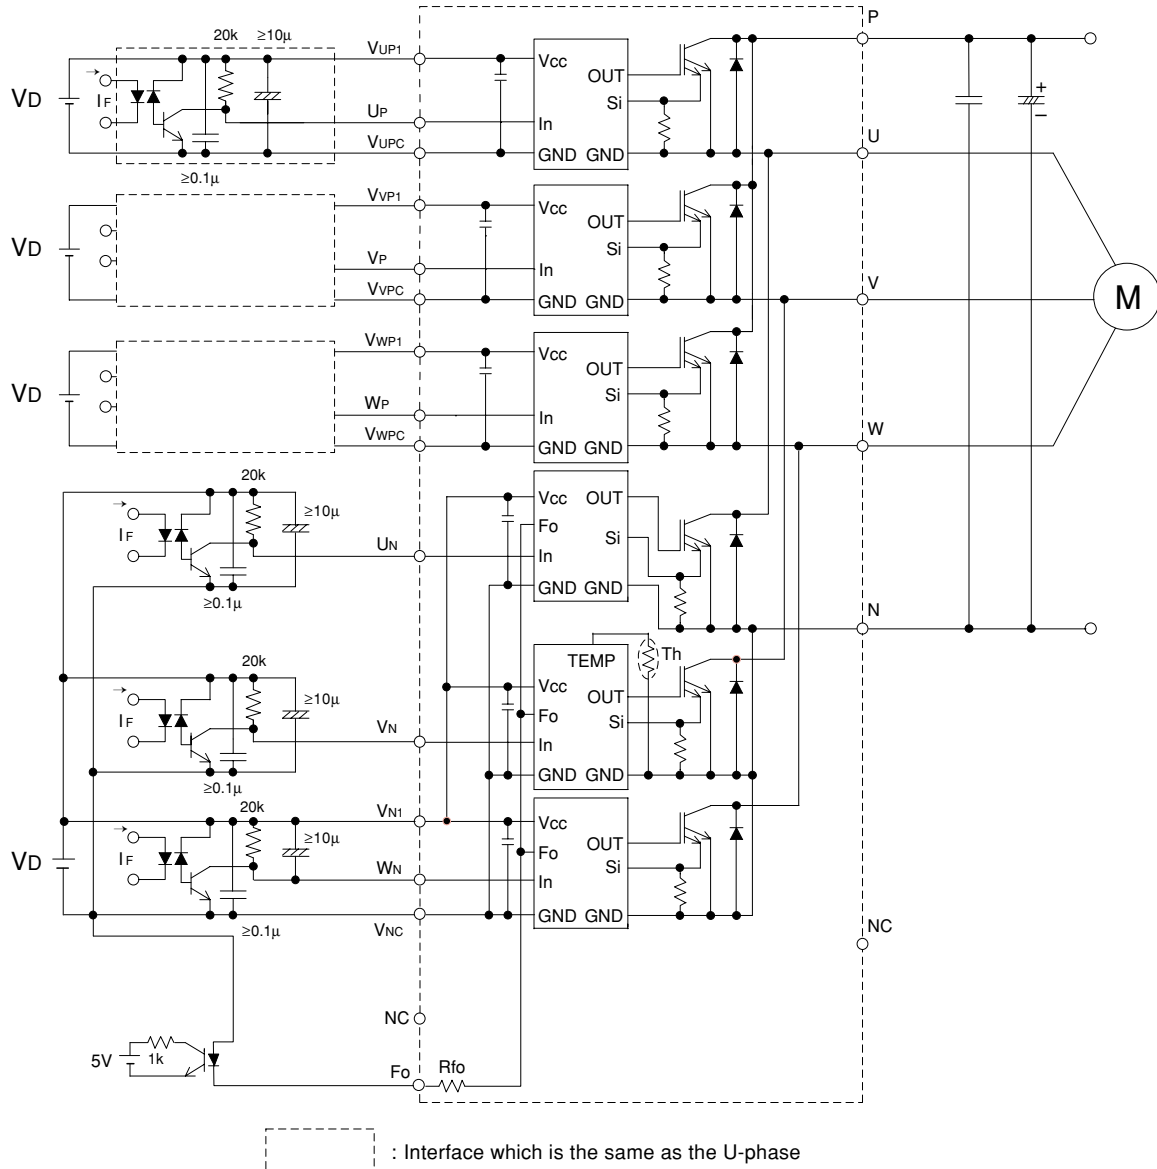 P
20k ≥10μ
VUP1
Vcc
OUT
VD
IF
Si
+
–
UP
In
U
VUPC
GND GND
≥0.1μ
VVP1
Vcc
OUT
VD
Si
VP
In
VVPC
GND GND
V
M
VWP1
Vcc
OUT
VD
Si
WP
In
VWPC
GND GND
W
20k
≥10μ
IF
UN
Vcc OUT
Fo
Si
In
GND GND
≥0.1μ
N
20k
≥10μ
IF
VN
TEMP
Th
Vcc
OUT
Fo
Si
In
GND GND
≥0.1μ
20k
≥10μ
VN1
Vcc
OUT
VD
IF
Fo
Si
WN
In
GND GND
≥0.1μ
VNC
NC
NC
5V
1k
Fo
Rfo
: Interface which is the same as the U-phase